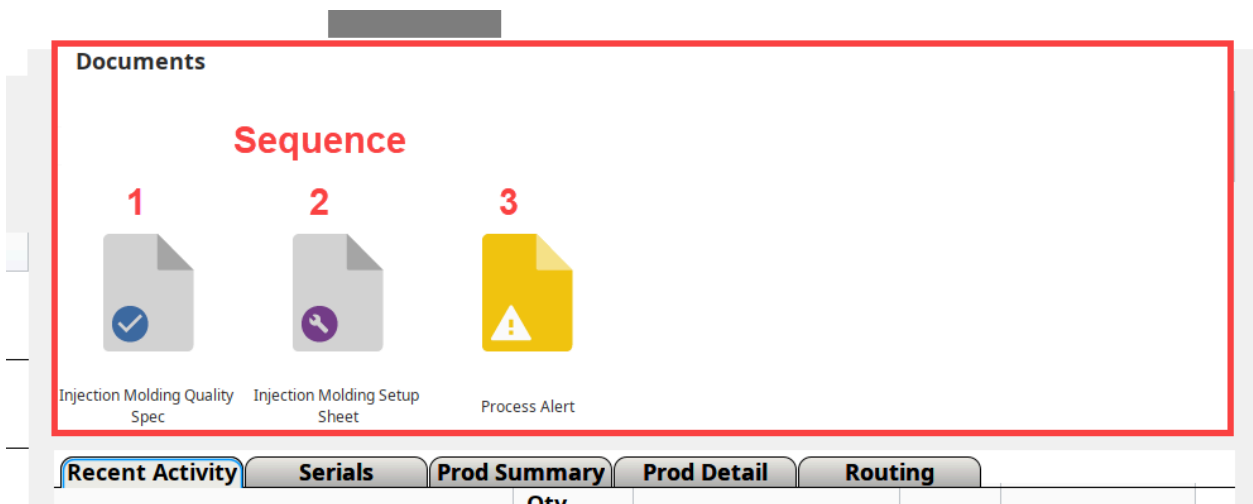 Documents
Sequence
1 2 3
Injection Molding Quality Spec
Injection Molding Setup Sheet
Process Alert
Recent Activity Serials Prod Summary Prod Detail Routing
Qty